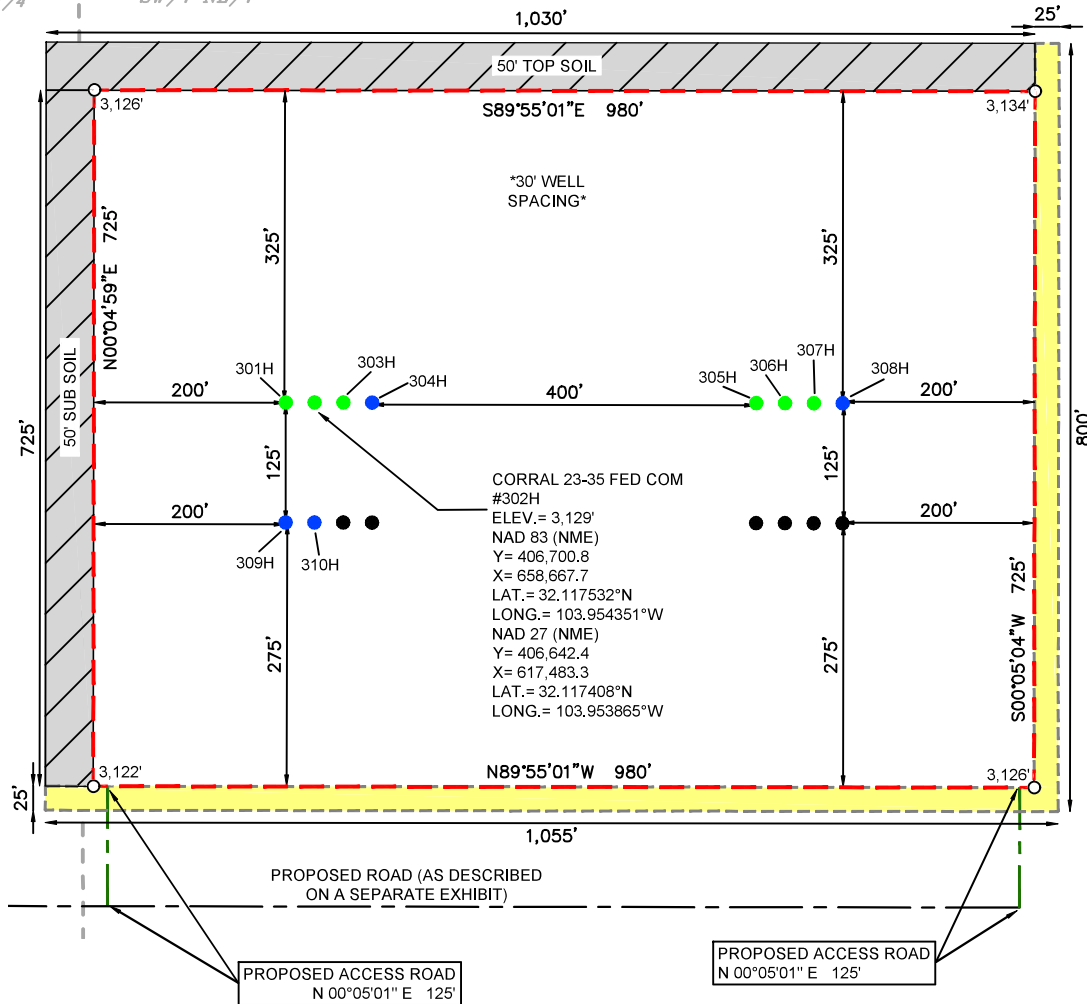 1,030'
25'
50' TOP SOIL
3,126'
S89°55'01"E 980'
3,134'
*30' WELL
SPACING*
N00°04'59"E 725'
325'
325'
50' SUB SOIL
725'
800'
301H
303H
304H
305H
306H
307H
308H
200'
400'
200'
125'
125'
200'
200'
309H
310H
CORRAL 23-35 FED COM
#302H
ELEV.= 3,129'
NAD 83 (NME)
Y= 406,700.8
X= 658,667.7
LAT.= 32.117532°N
LONG.= 103.954351°W
NAD 27 (NME)
Y= 406,642.4
X= 617,483.3
LAT.= 32.117408°N
LONG.= 103.953865°W
275'
275'
S00°05'04"W 725'
3,122'
N89°55'01"W 980'
3,126'
25'
1,055'
PROPOSED ROAD (AS DESCRIBED
ON A SEPARATE EXHIBIT)
PROPOSED ACCESS ROAD
N 00°05'01" E 125'
PROPOSED ACCESS ROAD
N 00°05'01" E 125'